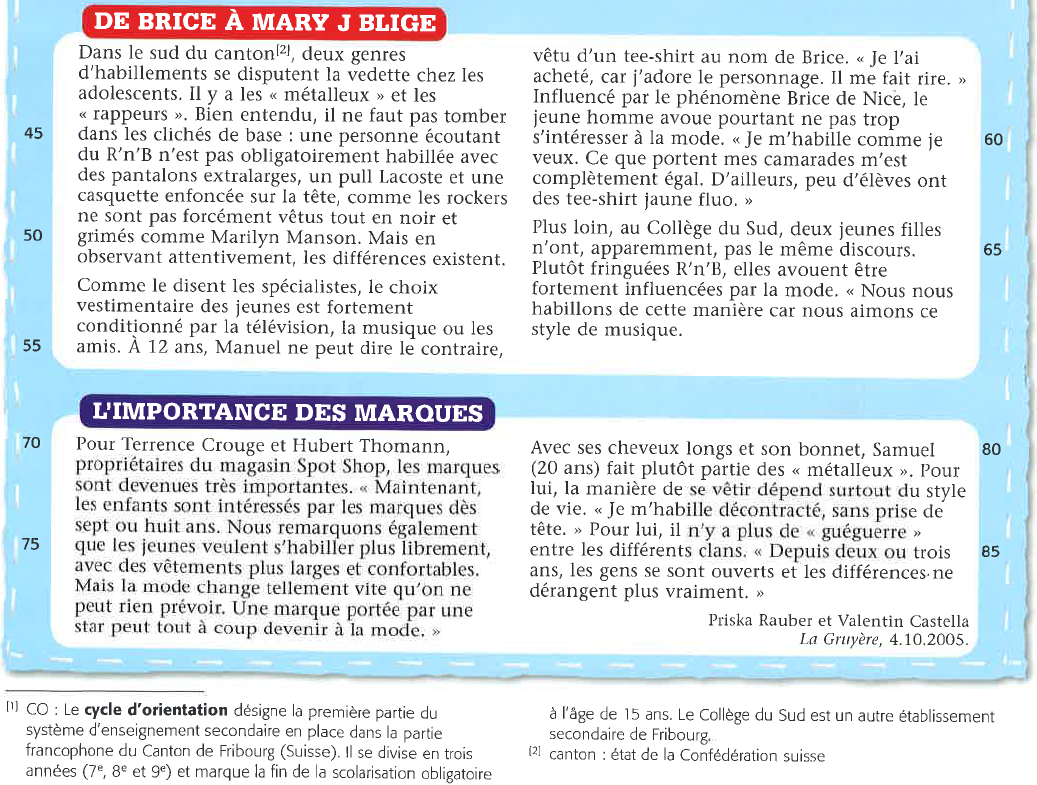 DE BRICE À MARY J BLIGE
Dans le sud du canton[2], deux genres
d'habillements se disputent la vedette chez les
adolescents. Il y a les « métalleux » et les
« rappeurs ». Bien entendu, il ne faut pas tomber
45 dans les clichés de base : une personne écoutant
du R'n'B n'est pas obligatoirement habillée avec
des pantalons extralarges, un pull Lacoste et une
casquette enfoncée sur la tête, comme les rockers
ne sont pas forcément vêtus tout en noir et
50 grimés comme Marilyn Manson. Mais en
observant attentivement, les différences existent.
Comme le disent les spécialistes, le choix
vestimentaire des jeunes est fortement
conditionné par la télévision, la musique ou les
55 amis. À 12 ans, Manuel ne peut dire le contraire,
vêtu d'un tee-shirt au nom de Brice. « Je l'ai
acheté, car j'adore le personnage. Il me fait rire. »
Influencé par le phénomène Brice de Nice, le
jeune homme avoue pourtant ne pas trop
s'intéresser à la mode. « Je m'habille comme je 60
veux. Ce que portent mes camarades m'est
complètement égal. D'ailleurs, peu d'élèves ont
des tee-shirt jaune fluo. »
Plus loin, au Collège du Sud, deux jeunes filles
n'ont, apparemment, pas le même discours. 65
Plutôt fringuées R'n'B, elles avouent être
fortement influencées par la mode. « Nous nous
habillons de cette manière car nous aimons ce
style de musique.
L'IMPORTANCE DES MARQUES
70 Pour Terrence Crouge et Hubert Thomann,
propriétaires du magasin Spot Shop, les marques
sont devenues très importantes. « Maintenant,
les enfants sont intéressés par les marques dès
sept ou huit ans. Nous remarquons également
75 que les jeunes veulent s'habiller plus librement,
avec des vêtements plus larges et confortables.
Mais la mode change tellement vite qu'on ne
peut rien prévoir. Une marque portée par une
star peut tout à coup devenir à la mode. »
Avec ses cheveux longs et son bonnet, Samuel 80
(20 ans) fait plutôt partie des « métalleux ». Pour
lui, la manière de se vêtir dépend surtout du style
de vie. « Je m'habille décontracté, sans prise de
tête. » Pour lui, il n'y a plus de « guéguerre »
entre les différents clans. « Depuis deux ou trois 85
ans, les gens se sont ouverts et les différences ne
dérangent plus vraiment. »
Priska Rauber et Valentin Castella
La Gruyère, 4.10.2005.
[1] CO : Le cycle d'orientation désigne la première partie du
système d'enseignement secondaire en place dans la partie
francophone du Canton de Fribourg (Suisse). Il se divise en trois
années (7e, 8e et 9e) et marque la fin de la scolarisation obligatoire
à l'âge de 15 ans. Le Collège du Sud est un autre établissement
secondaire de Fribourg.
[2] canton : état de la Confédération suisse